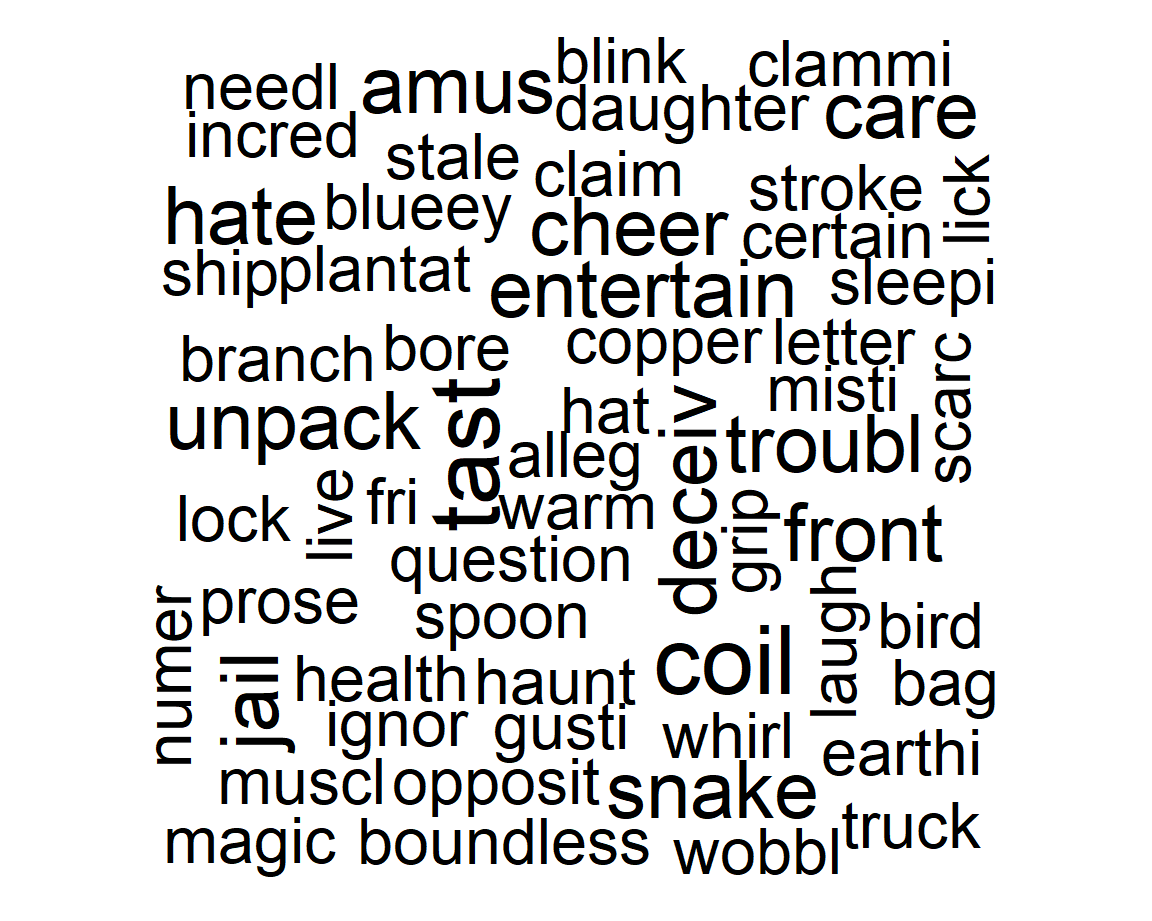 blink
clammi
needl
amus
daughter
care
incred
stale
claim
stroke
lick
hate
blueey
cheer
certain
ship
plantat
entertain
sleepi
branch
bore
copper
letter
scarc
unpack
tast
hat
deceiv
misti
troubl
alleg
lock
live
fri
warm
grip
front
question
numer
prose
spoon
laugh
bird
jail
health
haunt
coil
bag
ignor
gusti
whirl
earthi
muscl
opposit
snake
magic
boundless
wobbl
truck